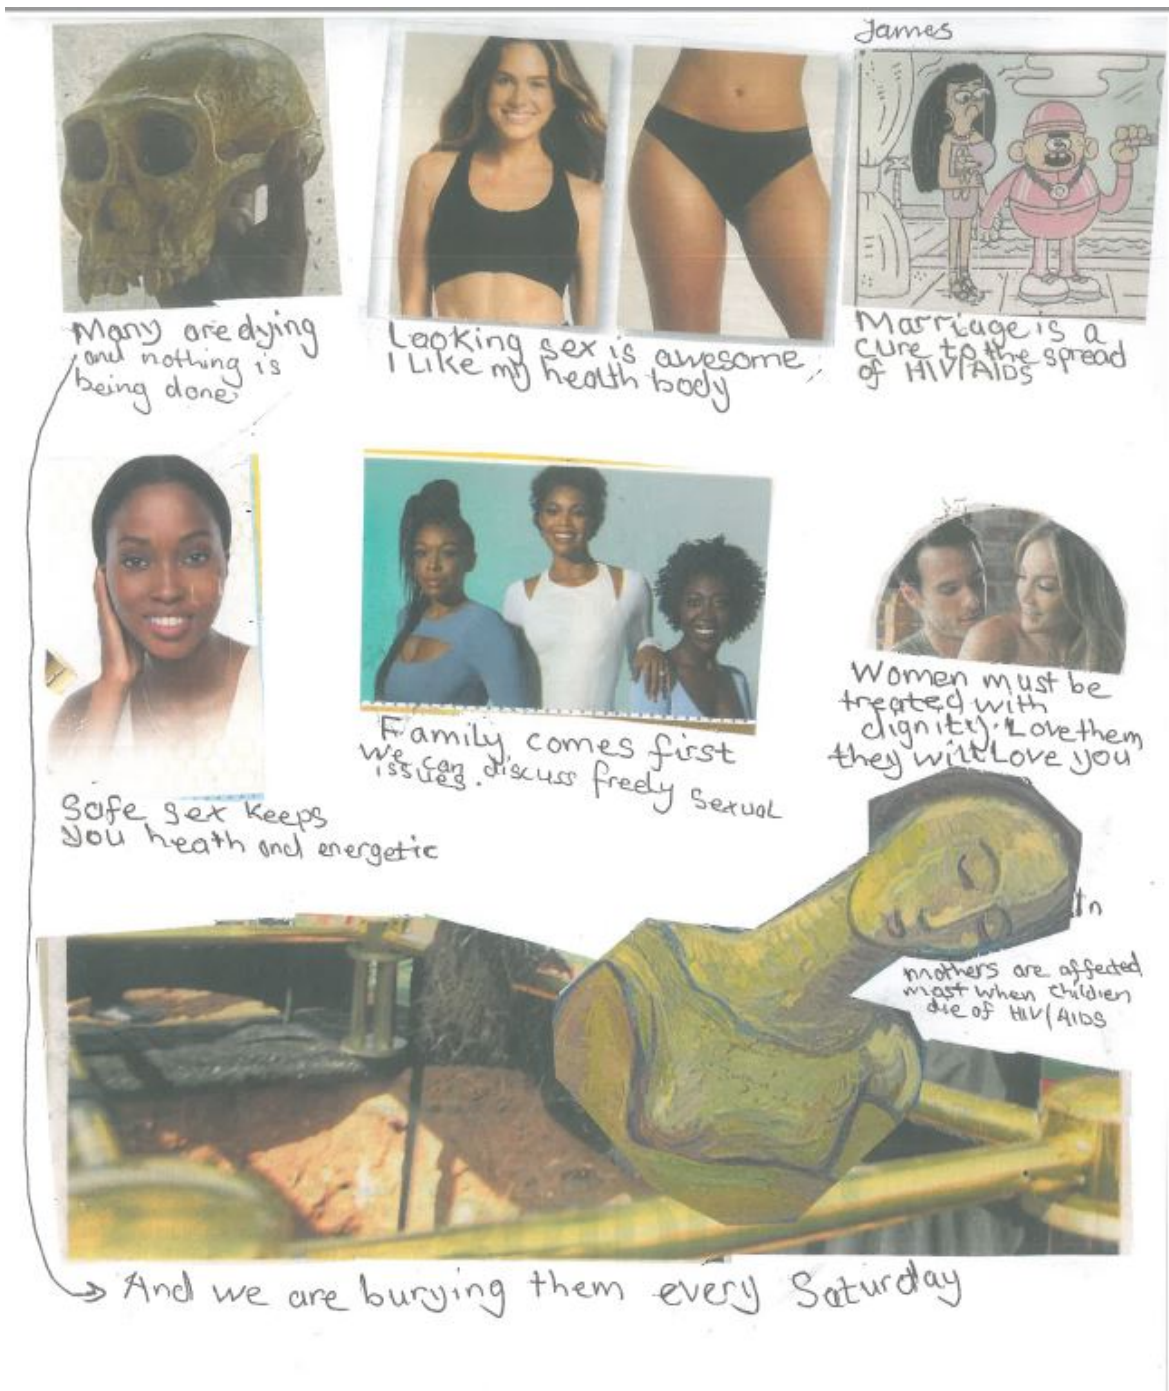 James
Many are dying
and nothing is
being done.
Looking sex is awesome
I Like my health body
Marriage is a
cure to the spread
of HIV/AIDS
Safe sex keeps
you heath and energetic
Family comes first
we can discuss freely sexual
issues.
Women must be
treated with
dignity. Love them
they will Love you
In
mothers are affected
most when children
die of HIV/AIDS
And we are burying them every Saturday